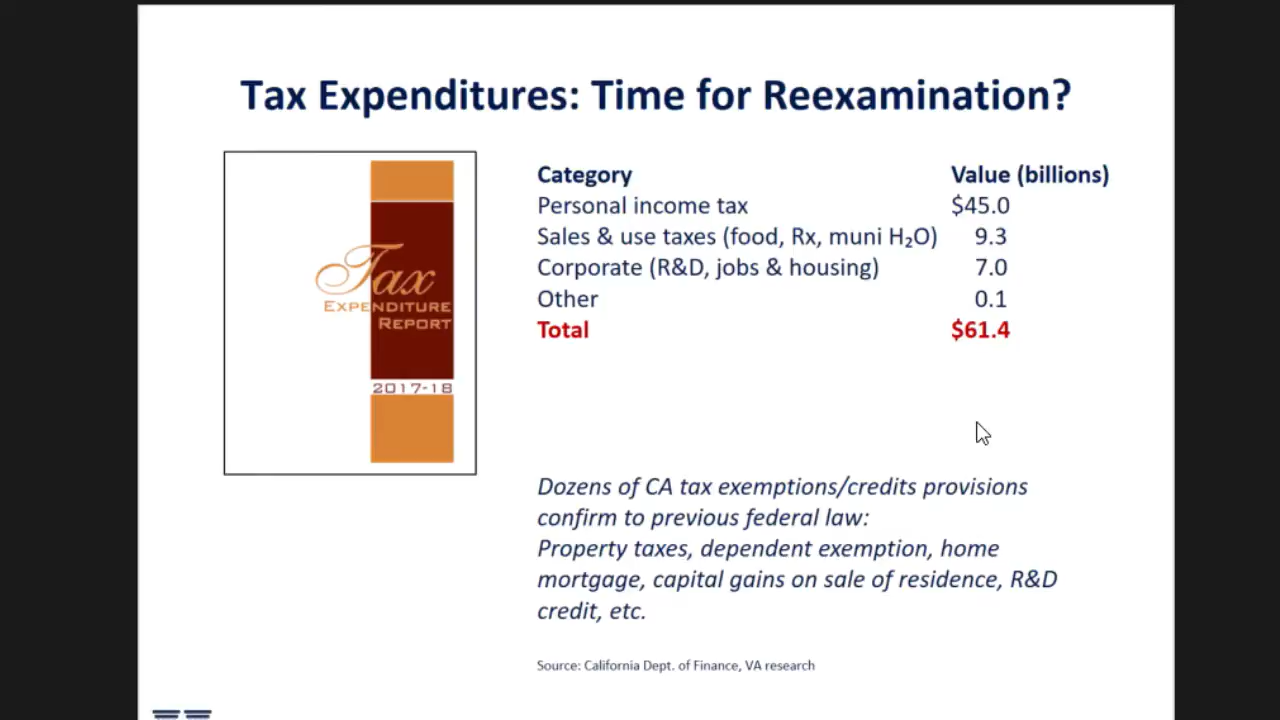 Tax Expenditures: Time for Reexamination?
Tax
EXPENDITURE
REPORT
2017-18
Category Value (billions)
Personal income tax $45.0
Sales & use taxes (food, Rx, muni H₂O) 9.3
Corporate (R&D, jobs & housing) 7.0
Other 0.1
Total $61.4
Dozens of CA tax exemptions/credits provisions
confirm to previous federal law:
Property taxes, dependent exemption, home
mortgage, capital gains on sale of residence, R&D
credit, etc.
Source: California Dept. of Finance, VA research